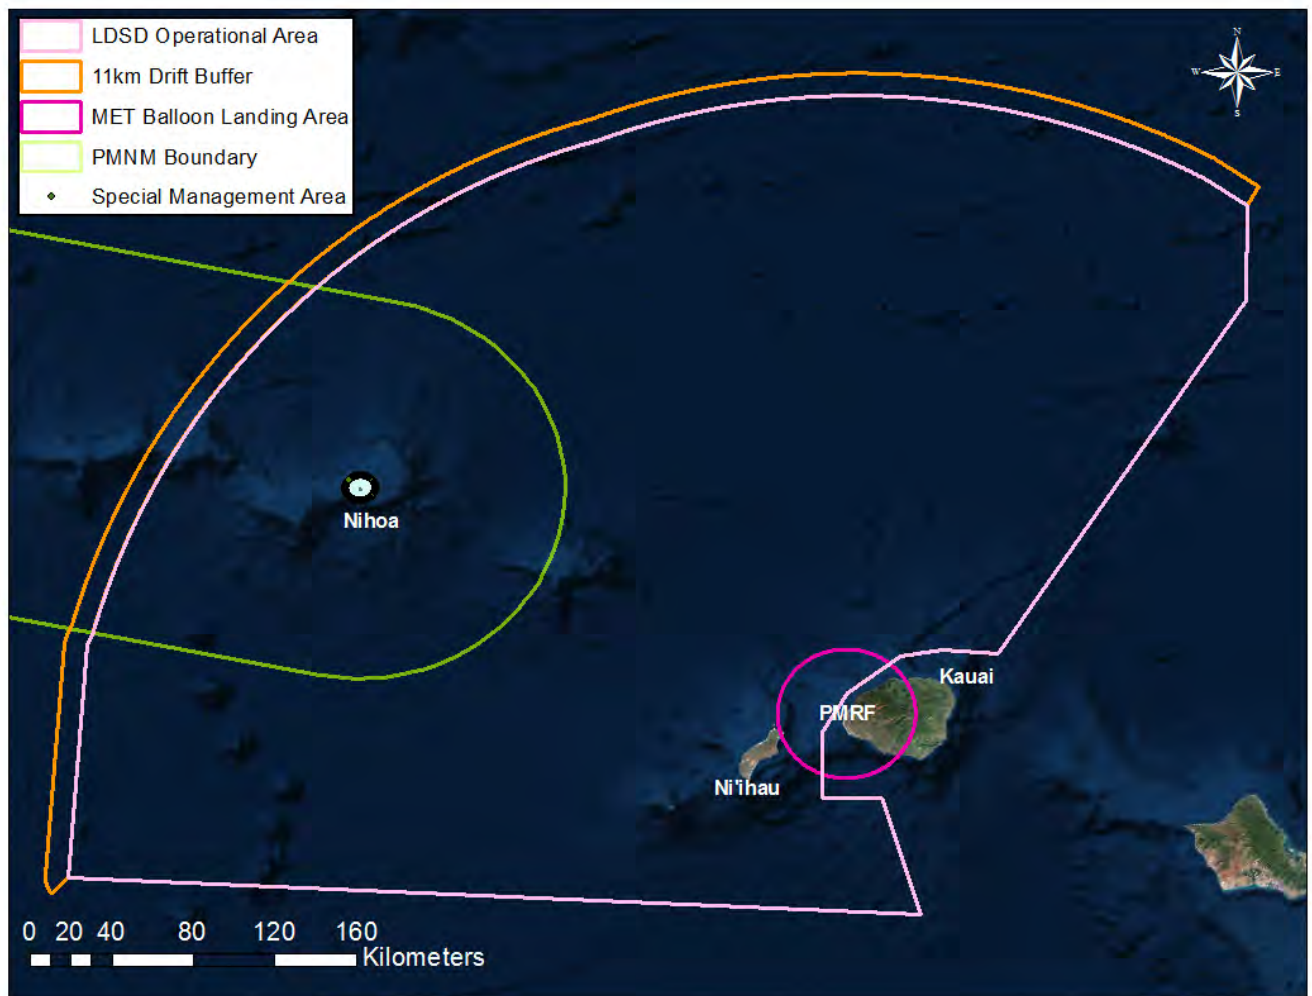 LDSD Operational Area
11km Drift Buffer
MET Balloon Landing Area
PMNM Boundary
Special Management Area
N
W E
S
Nihoa
Kauai
PMRF
Ni'ihau
0 20 40 80 120 160
Kilometers